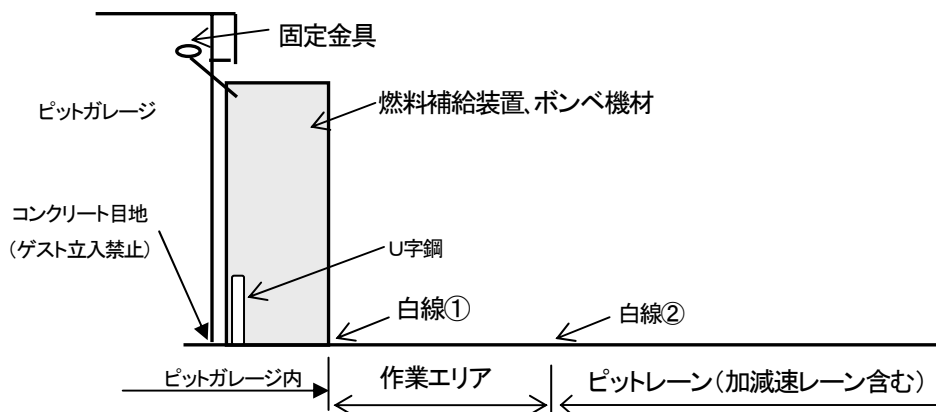 固定金具
燃料補給装置、ボンベ機材
ピットガレージ
コンクリート目地
(ゲスト立入禁止)
U字鋼
白線①
白線②
ピットガレージ内
作業エリア
ピットレーン(加減速レーン含む)